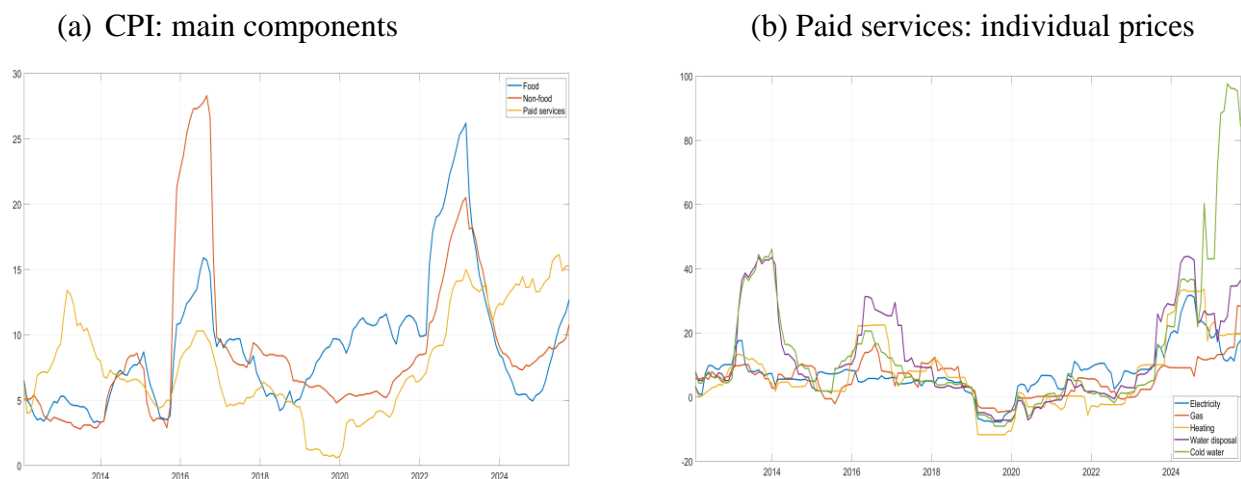 (a) CPI: main components
30
25
20
15
10
5
0
2014 2016 2018 2020 2022 2024
Food
Non-food
Paid services
(b) Paid services: individual prices
100
80
60
40
20
0
-20
2014 2016 2018 2020 2022 2024
Electricity
Gas
Heating
Water disposal
Cold water